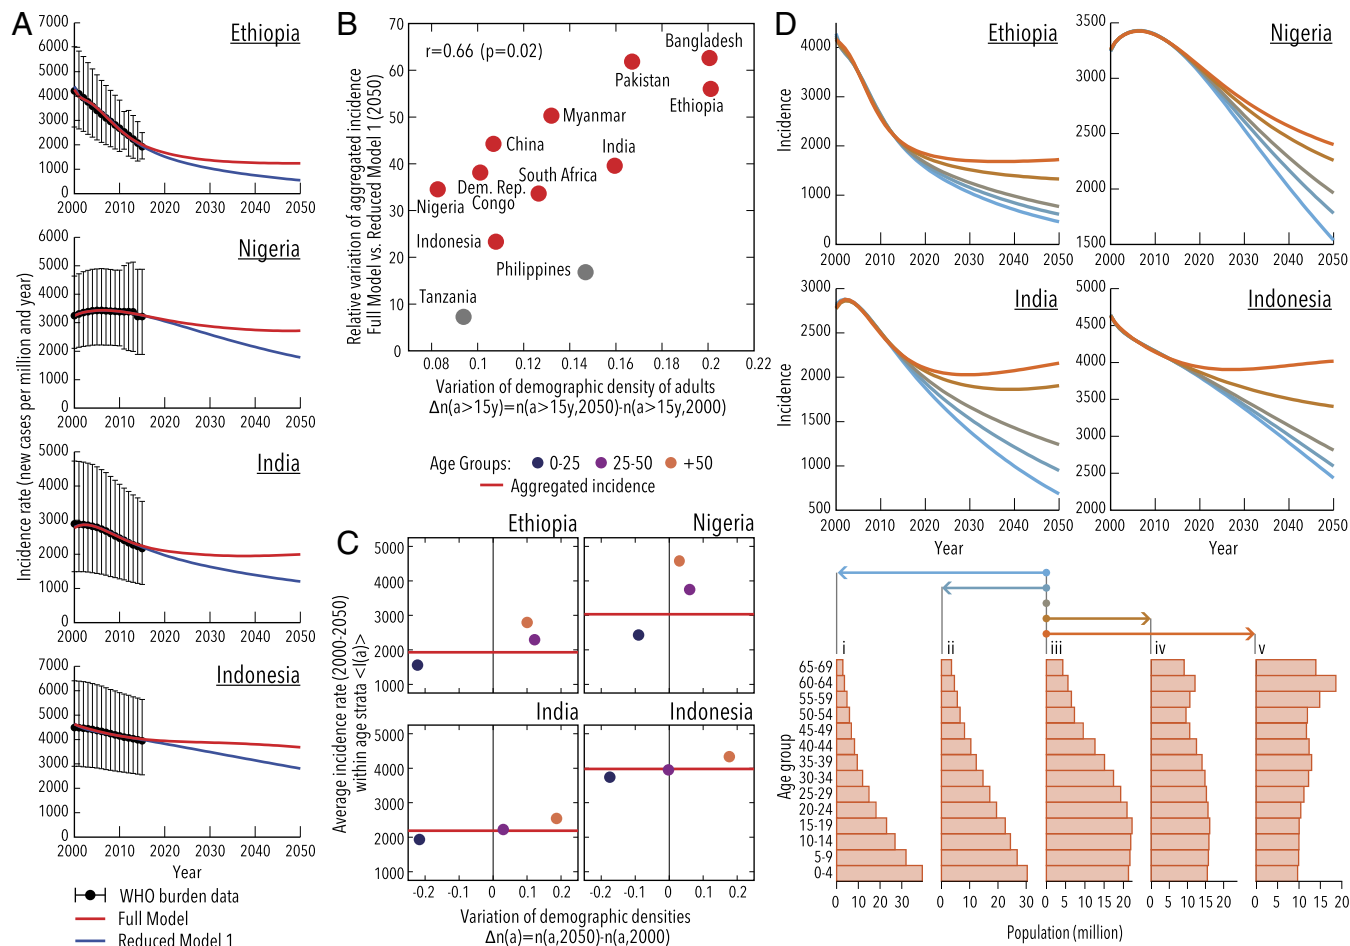 A
Incidence rate (new cases per million and year)
Ethiopia
7000
6000
5000
4000
3000
2000
1000
0
2000 2010 2020 2030 2040 2050
Nigeria
6000
5000
4000
3000
2000
1000
0
2000 2010 2020 2030 2040 2050
India
5000
4000
3000
2000
1000
0
2000 2010 2020 2030 2040 2050
Indonesia
7000
6000
5000
4000
3000
2000
1000
0
2000 2010 2020 2030 2040 2050
Year
WHO burden data
Full Model
Reduced Model 1
B
Relative variation of aggregated incidence
Full Model vs. Reduced Model 1 (2050)
70
60
50
40
30
20
10
0
r=0.66 (p=0.02)
Bangladesh
Pakistan
Ethiopia
Myanmar
China
India
Dem. Rep.
Congo
South Africa
Nigeria
Indonesia
Philippines
Tanzania
0.08 0.1 0.12 0.14 0.16 0.18 0.2 0.22
Variation of demographic density of adults
Δn(a>15y)=n(a>15y,2050)-n(a>15y,2000)
Age Groups: 0-25 25-50 +50
Aggregated incidence
C
Average incidence rate (2000-2050)
within age strata <I(a)>
Ethiopia Nigeria
5000
4000
3000
2000
1000
India Indonesia
5000
4000
3000
2000
1000
-0.2 0.1 0 0.1 0.2 -0.2 0.1 0 0.1 0.2
Variation of demographic densities
Δn(a)=n(a,2050)-n(a,2000)
D
Incidence
Ethiopia
4000
3000
2000
1000
0
2000 2010 2020 2030 2040 2050
Nigeria
3500
3000
2500
2000
1500
2000 2010 2020 2030 2040 2050
Incidence
India
3000
2500
2000
1500
1000
500
2000 2010 2020 2030 2040 2050
Year
Indonesia
5000
4500
4000
3500
3000
2500
2000
2000 2010 2020 2030 2040 2050
Year
i ii iii iv v
Age group
65-69
60-64
55-59
50-54
45-49
40-44
35-39
30-34
25-29
20-24
15-19
10-14
5-9
0-4
0 10 20 30
0 10 20 30
0 5 10 15 20
0 5 10 15 20
0 5 10 15 20
Population (million)